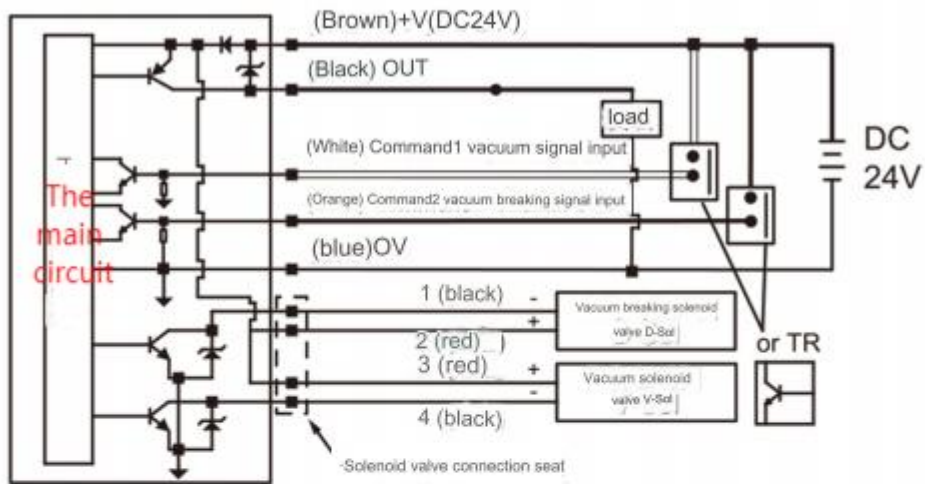 (Brown)+V(DC24V)
(Black) OUT
load
(White) Command1 vacuum signal input
DC
24V
The
main
circuit
(Orange) Command2 vacuum breaking signal input
(blue)OV
1 (black)
-
Vacuum breaking solenoid
+
valve D-Sol
2 (red)
or TR
3 (red)
+
Vacuum solenoid
-
valve V-Sol
4 (black)
-Solenoid valve connection seat